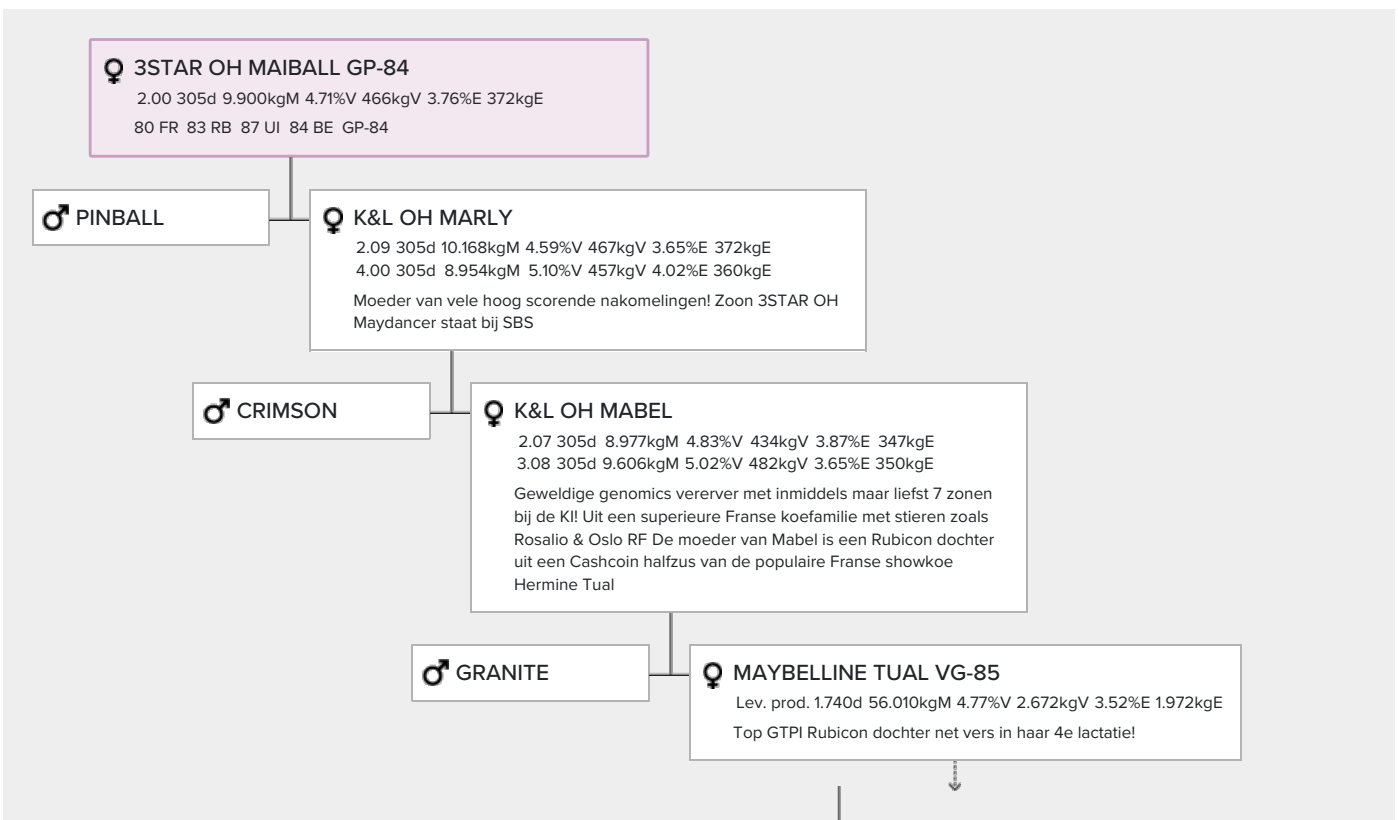 3STAR OH MAIBALL GP-84
2.00 305d 9.900kgM 4.71%V 466kgV 3.76%E 372kgE
80 FR 83 RB 87 UI 84 BE GP-84
PINBALL
K&L OH MARLY
2.09 305d 10.168kgM 4.59%V 467kgV 3.65%E 372kgE
4.00 305d 8.954kgM 5.10%V 457kgV 4.02%E 360kgE
Moeder van vele hoog scorende nakomelingen! Zoon 3STAR OH
Maydancer staat bij SBS
CRIMSON
K&L OH MABEL
2.07 305d 8.977kgM 4.83%V 434kgV 3.87%E 347kgE
3.08 305d 9.606kgM 5.02%V 482kgV 3.65%E 350kgE
Geweldige genomics vererver met inmiddels maar liefst 7 zonen
bij de KI! Uit een superieure Franse koefamilie met stieren zoals
Rosalio & Oslo RF De moeder van Mabel is een Rubicon dochter
uit een Cashcoin halfzus van de populaire Franse showkoe
Hermine Tual
GRANITE
MAYBELLINE TUAL VG-85
Lev. prod. 1.740d 56.010kgM 4.77%V 2.672kgV 3.52%E 1.972kgE
Top GTPI Rubicon dochter net vers in haar 4e lactatie!